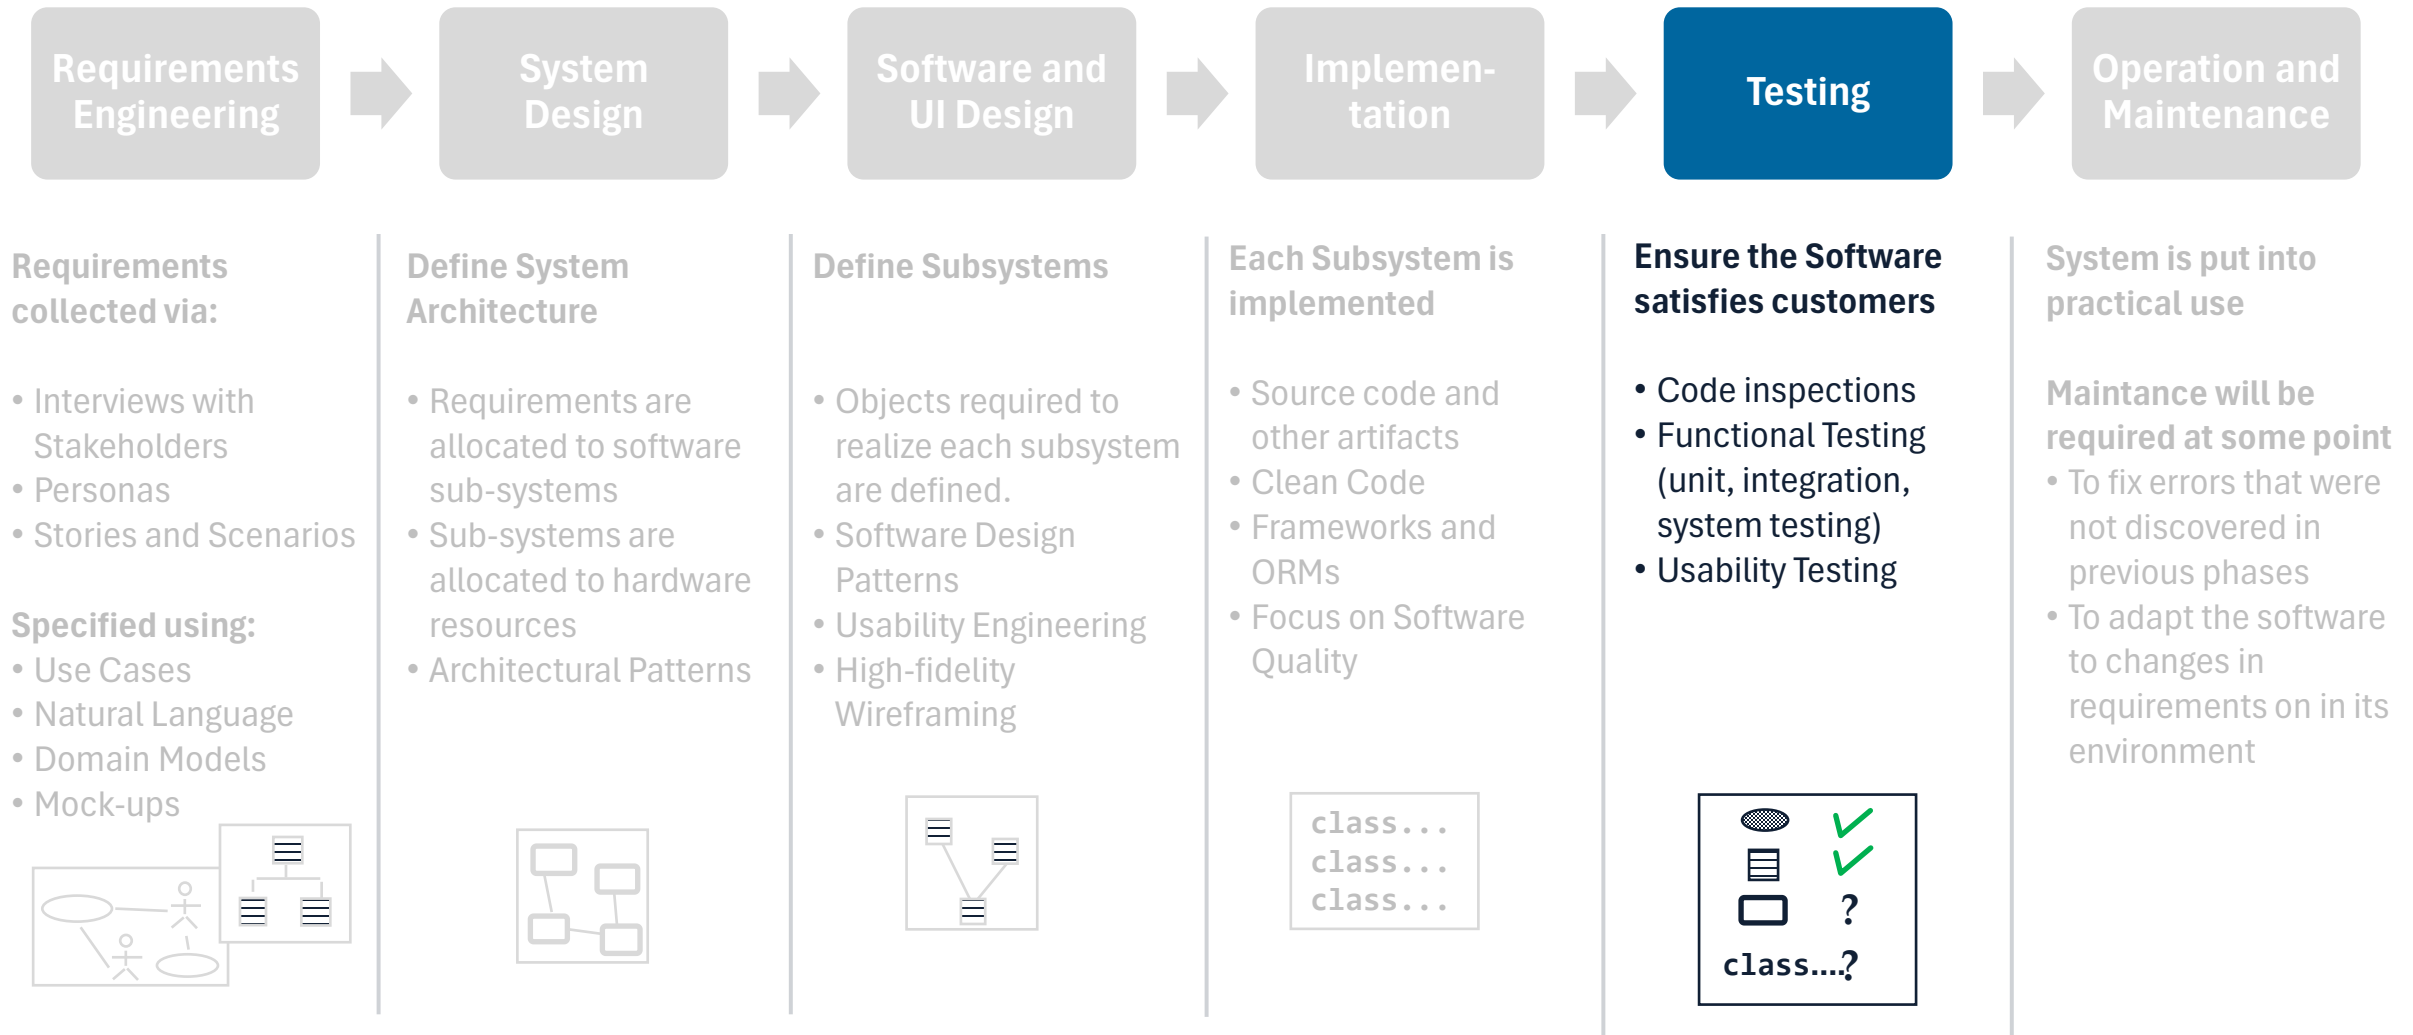 Requirements
Engineering
System
Design
Software and
UI Design
Implemen-
tation
Testing
Operation and
Maintenance
Requirements
collected via:
• Interviews with
Stakeholders
• Personas
• Stories and Scenarios
Specified using:
• Use Cases
• Natural Language
• Domain Models
• Mock-ups
Define System
Architecture
• Requirements are
allocated to software
sub-systems
• Sub-systems are
allocated to hardware
resources
• Architectural Patterns
Define Subsystems
• Objects required to
realize each subsystem
are defined.
• Software Design
Patterns
• Usability Engineering
• High-fidelity
Wireframing
Each Subsystem is
implemented
• Source code and
other artifacts
• Clean Code
• Frameworks and
ORMs
• Focus on Software
Quality
class...
class...
class...
Ensure the Software
satisfies customers
• Code inspections
• Functional Testing
(unit, integration,
system testing)
• Usability Testing
?
class....?
System is put into
practical use
Maintance will be
required at some point
• To fix errors that were
not discovered in
previous phases
• To adapt the software
to changes in
requirements on in its
environment